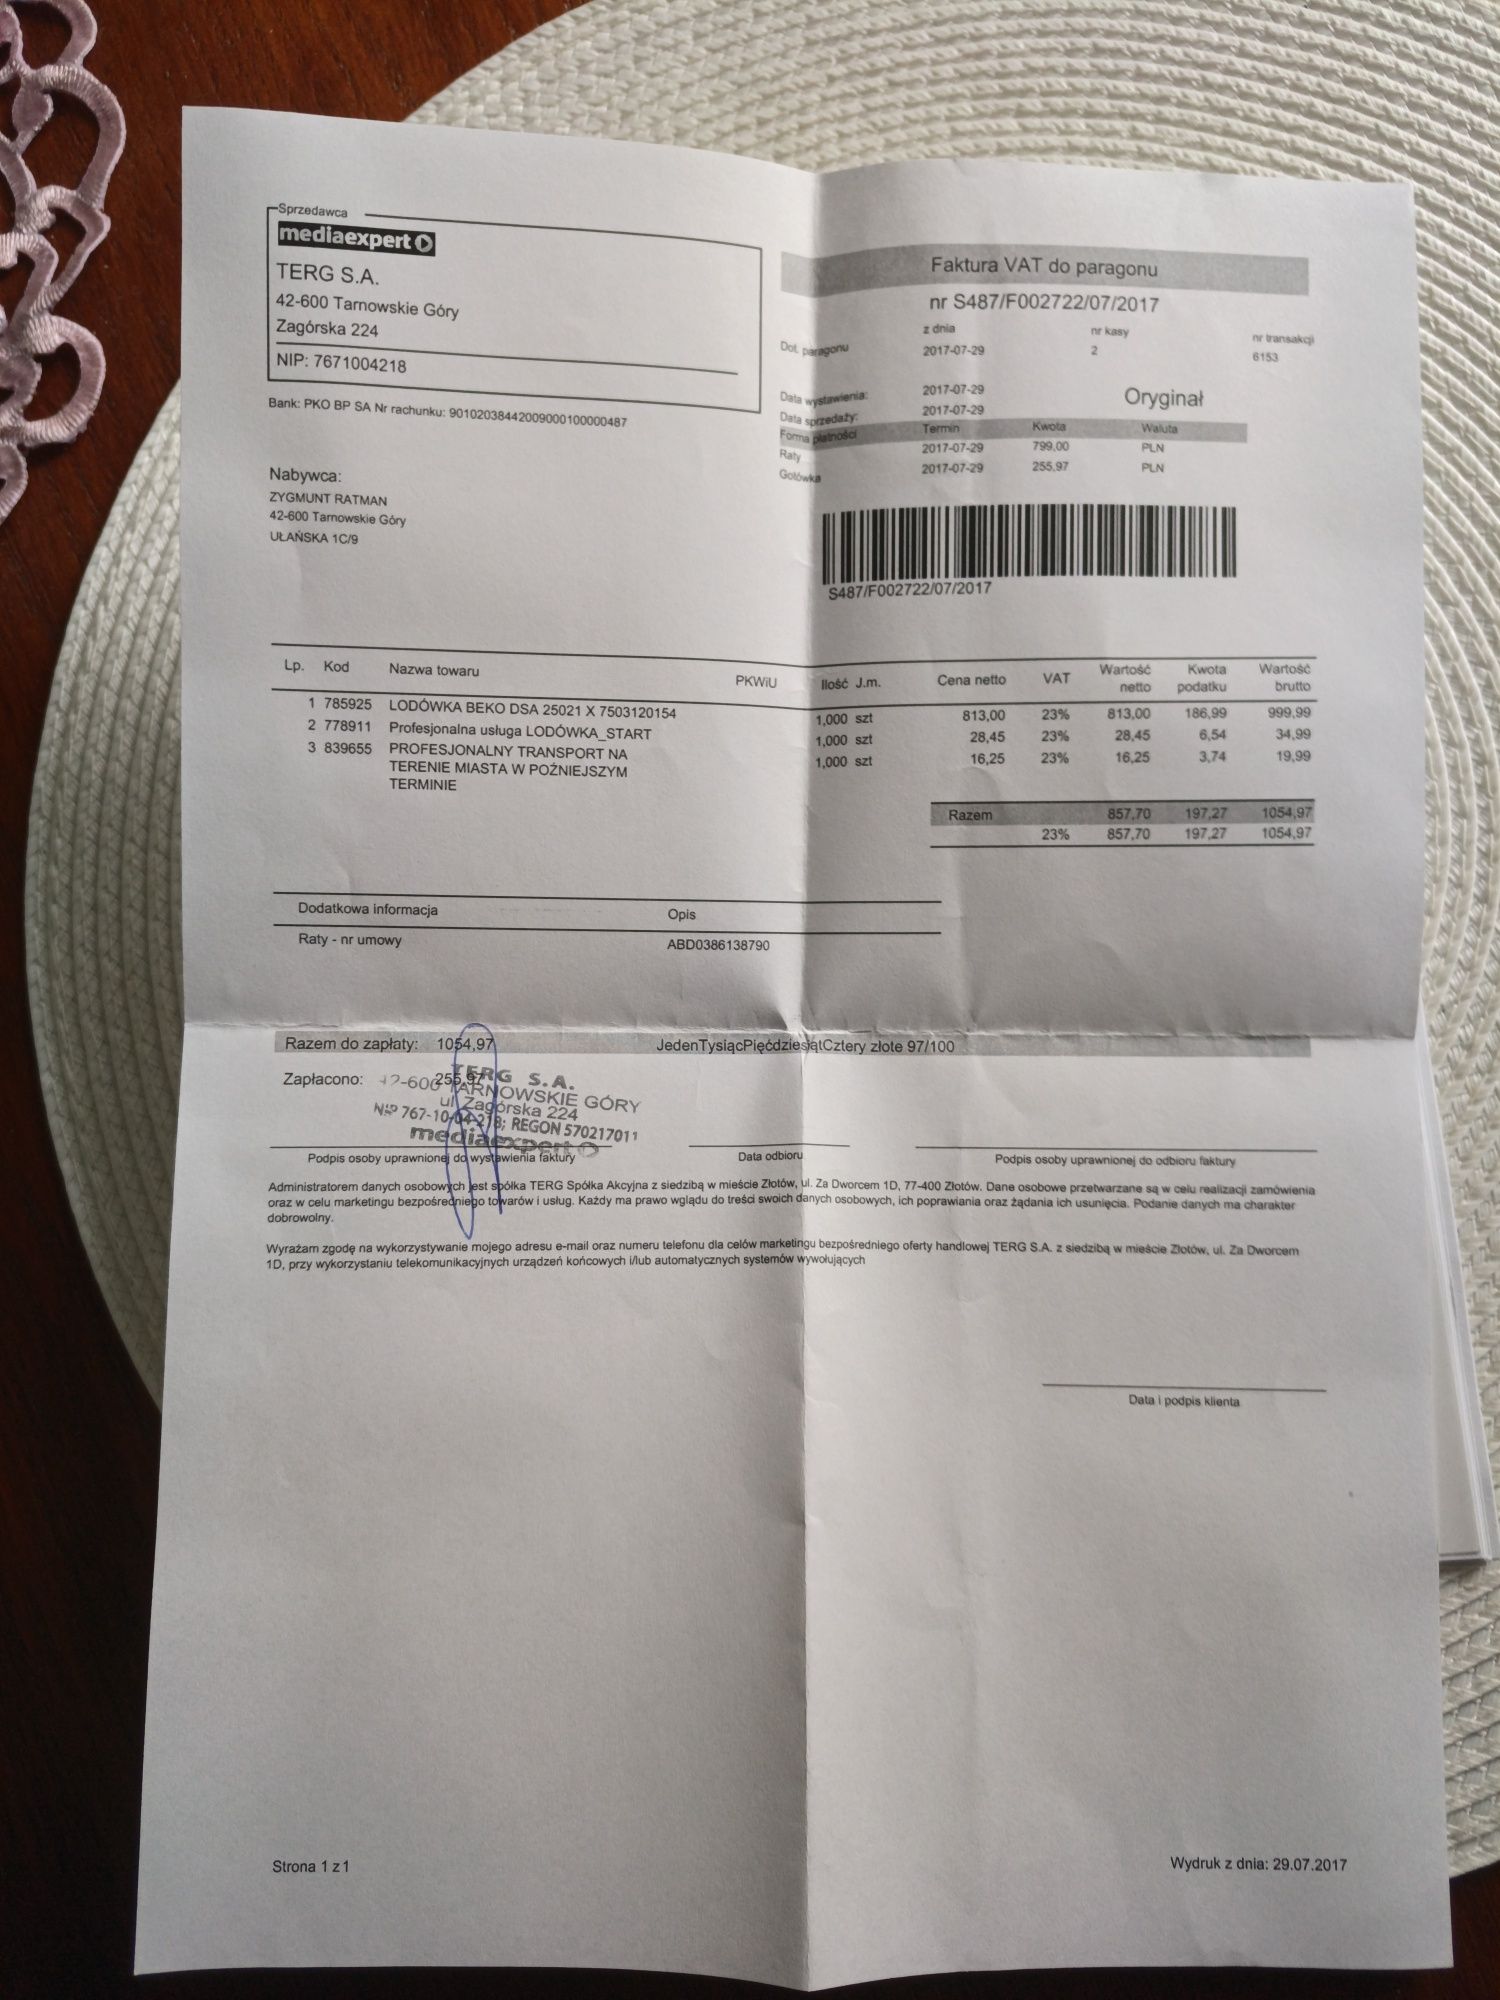 Sprzedawca
mediaexpert
TERG S.A.
42-600 Tarnowskie Góry
Zagórska 224
NIP: 7671004218
Bank: PKO BP SA Nr rachunku: 90102038442009000100000487
Nabywca:
ZYGMUNT RATMAN
42-600 Tarnowskie Góry
UŁAŃSKA 1C/9
Faktura VAT do paragonu
nr S487/F002722/07/2017
z dnia nr kasy nr transakcji
Dot. paragonu 2017-07-29 2 6153
Data wystawienia: 2017-07-29 Oryginał
Data sprzedaży: 2017-07-29
Forma płatności Termin Kwota Waluta
Raty 2017-07-29 799,00 PLN
Gotówka 2017-07-29 255,97 PLN
S487/F002722/07/2017
Lp. Kod Nazwa towaru PKWiU Ilość J.m. Cena netto VAT Wartość netto Kwota podatku Wartość brutto
1 785925 LODÓWKA BEKO DSA 25021 X 7503120154 1,000 szt 813,00 23% 813,00 186,99 999,99
2 778911 Profesjonalna usługa LODÓWKA_START 1,000 szt 28,45 23% 28,45 6,54 34,99
3 839655 PROFESJONALNY TRANSPORT NA 1,000 szt 16,25 23% 16,25 3,74 19,99
TERENIE MIASTA W POŹNIEJSZYM
TERMINIE
Razem 857,70 197,27 1054,97
23% 857,70 197,27 1054,97
Dodatkowa informacja Opis
Raty - nr umowy ABD0386138790
Razem do zapłaty: 1054,97 JedenTysiącPięćdziesiątCztery złote 97/100
Zapłacono: 255,97
TERG S.A.
42-600 TARNOWSKIE GÓRY
ul. Zagórska 224
NIP 767-10-04-218; REGON 570217011
mediaexpert
Podpis osoby uprawnionej do wystawienia faktury Data odbioru Podpis osoby uprawnionej do odbioru faktury
Administratorem danych osobowych jest spółka TERG Spółka Akcyjna z siedzibą w mieście Złotów, ul. Za Dworcem 1D, 77-400 Złotów. Dane osobowe przetwarzane są w celu realizacji zamówienia
oraz w celu marketingu bezpośredniego towarów i usług. Każdy ma prawo wglądu do treści swoich danych osobowych, ich poprawiania oraz żądania ich usunięcia. Podanie danych ma charakter
dobrowolny.
Wyrażam zgodę na wykorzystywanie mojego adresu e-mail oraz numeru telefonu dla celów marketingu bezpośredniego oferty handlowej TERG S.A. z siedzibą w mieście Złotów, ul. Za Dworcem
1D, przy wykorzystaniu telekomunikacyjnych urządzeń końcowych i/lub automatycznych systemów wywołujących
Data i podpis klienta
Strona 1 z 1 Wydruk z dnia: 29.07.2017